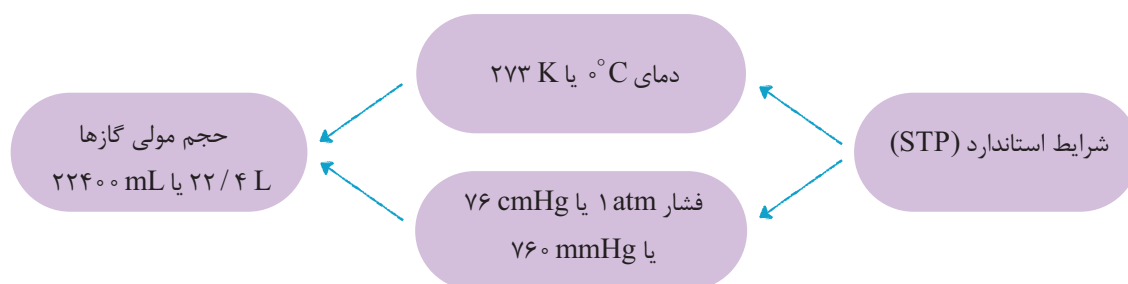 شرایط استاندارد (STP)
دمای ۰°C یا ۲۷۳ K
فشار ۱ atm یا ۷۶ cmHg
یا ۷۶۰ mmHg
حجم مولی گازها
۲۲/۴ L یا ۲۲۴۰۰ mL